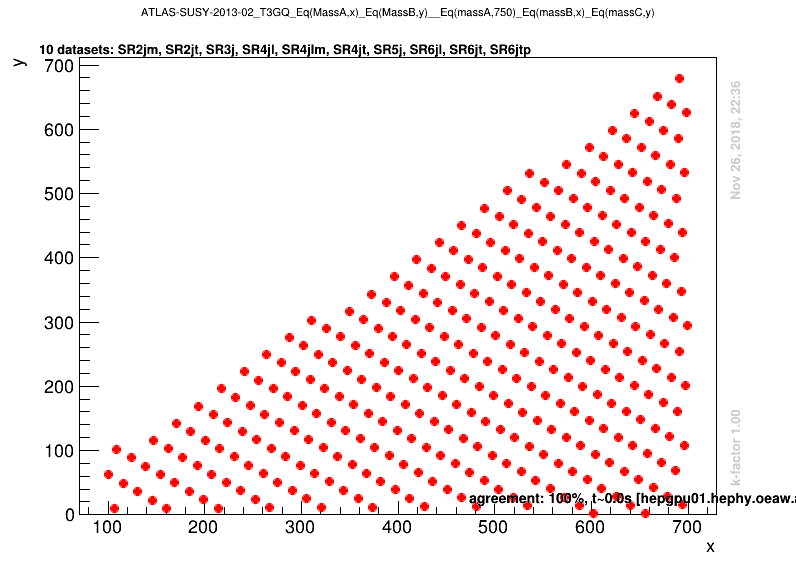 ATLAS-SUSY-2013-02_T3GQ_Eq(MassA,x)_Eq(MassB,y)__Eq(massA,750)_Eq(massB,x)_Eq(massC,y)
10 datasets: SR2jm, SR2jt, SR3j, SR4jl, SR4jlm, SR4jt, SR5j, SR6jl, SR6jt, SR6jtp
y
700
600
500
400
300
200
100
0
100 200 300 400 500 600 700
x
agreement: 100%, t~0.0s [hepgpu01.hephy.oeaw.a
Nov 26, 2018, 22:36
k-factor 1.00